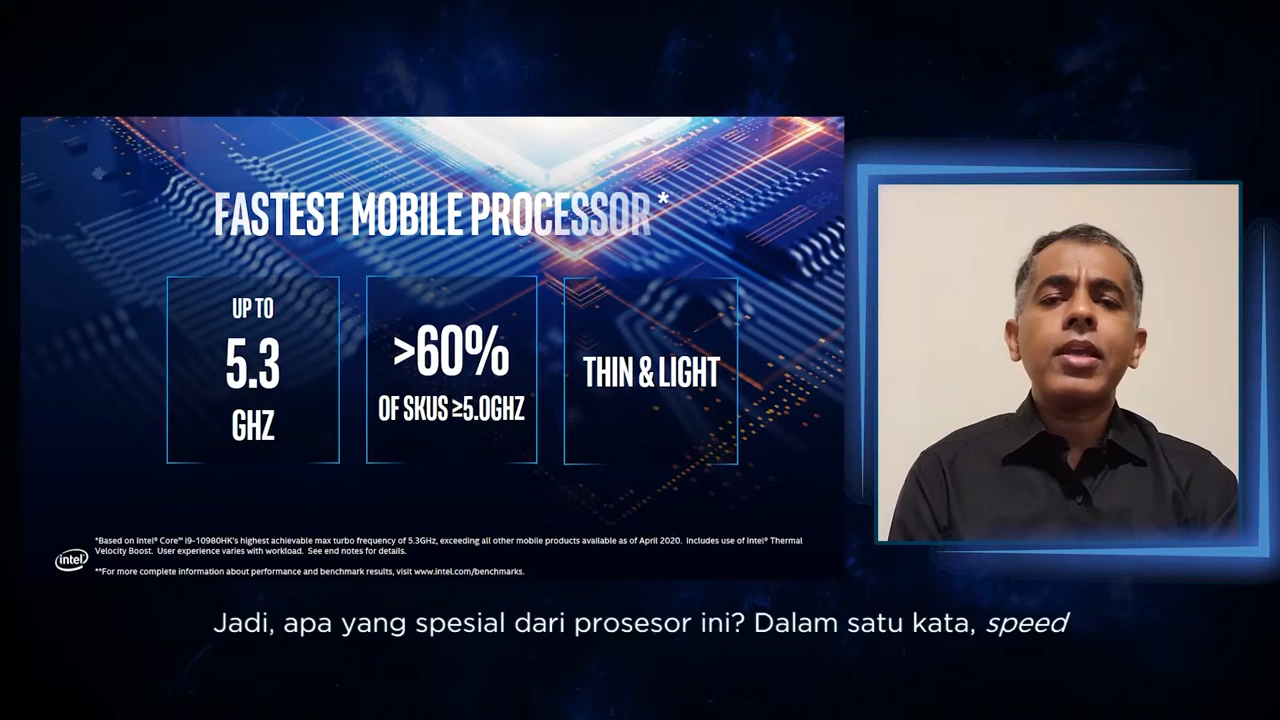 FASTEST MOBILE PROCESSOR*
UP TO
5.3
GHZ
>60%
OF SKUS ≥5.0GHZ
THIN & LIGHT
intel
*Based on Intel® Core™ i9-10980HK's highest achievable max turbo frequency of 5.3GHz, exceeding all other mobile products available as of April 2020. Includes use of Intel® Thermal
Velocity Boost. User experience varies with workload. See end notes for details.
**For more complete information about performance and benchmark results, visit www.intel.com/benchmarks.
Jadi, apa yang spesial dari prosesor ini? Dalam satu kata, speed